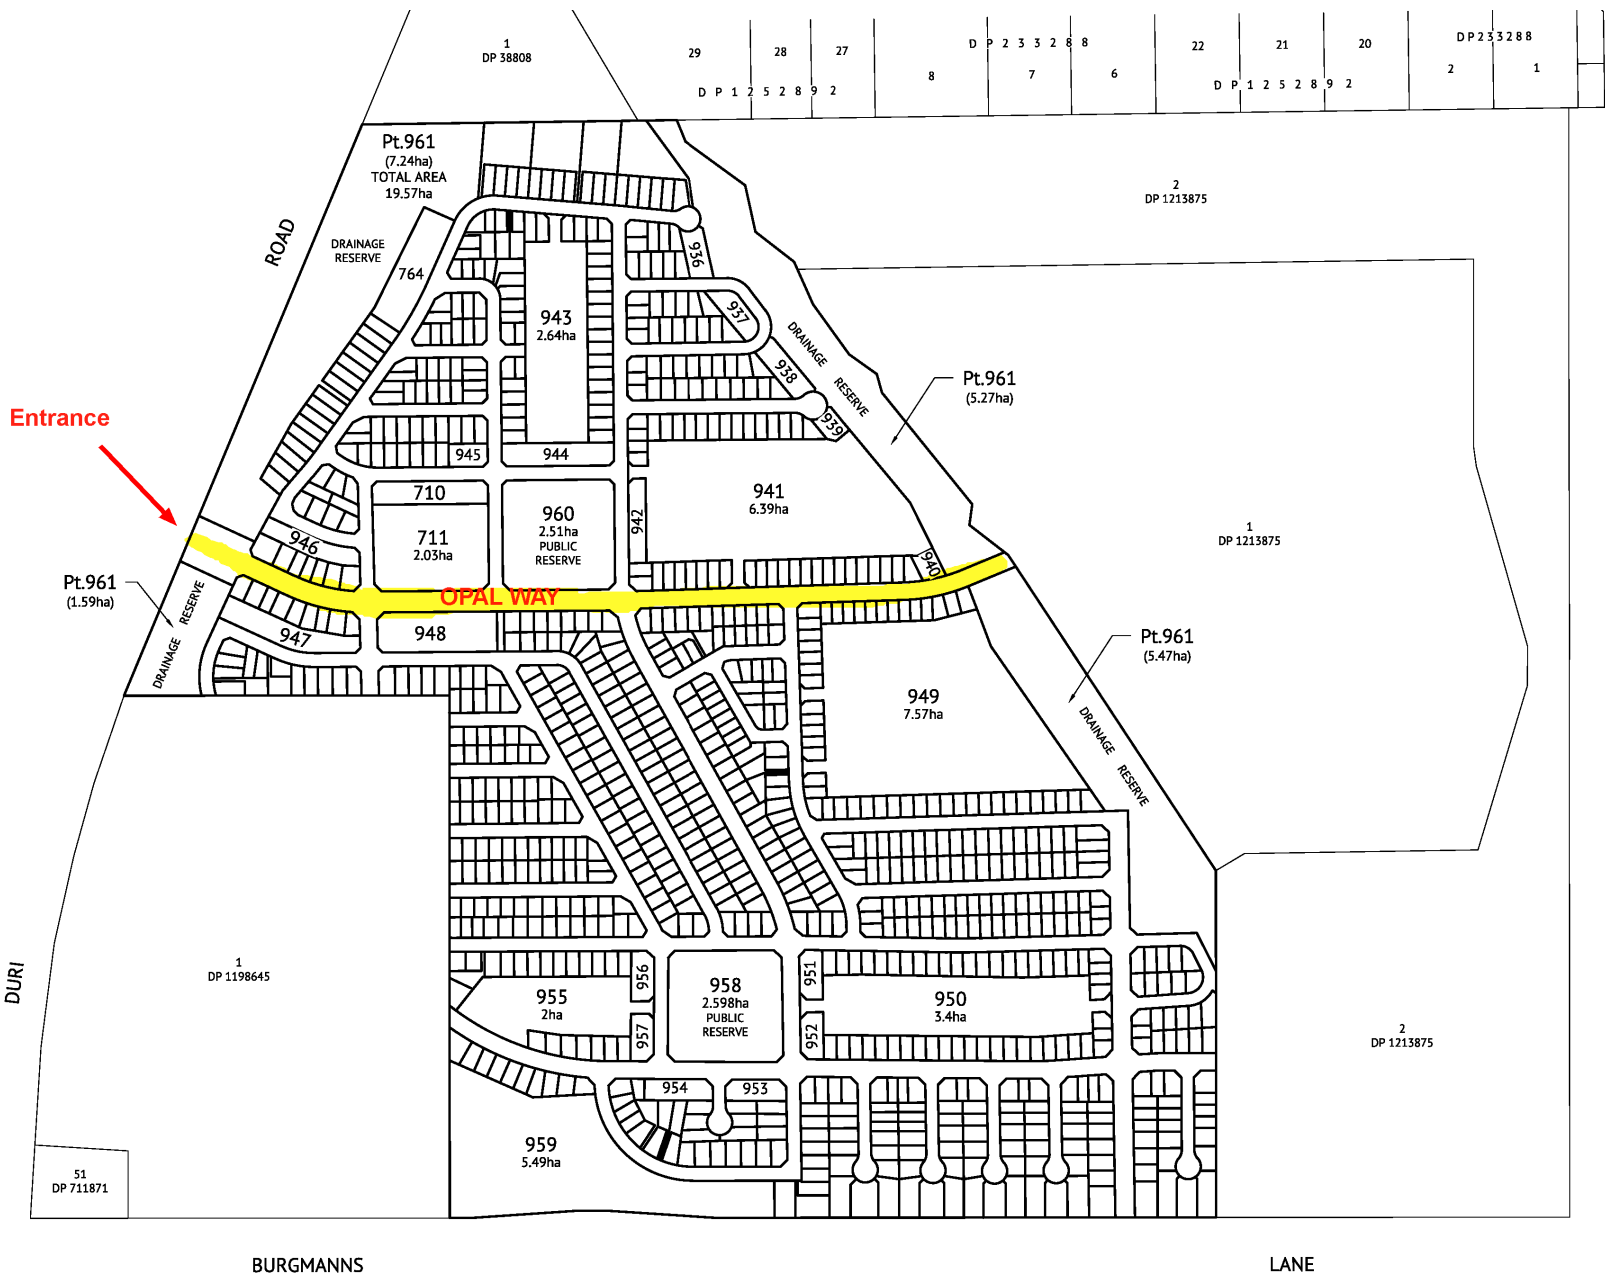 1
DP 38808
29
28
27
DP1252892
DP233288
8
7
6
22
21
20
DP1252892
DP233288
2
1
Pt.961
(7.24ha)
TOTAL AREA
19.57ha
ROAD
DRAINAGE
RESERVE
764
936
2
DP 1213875
943
2.64ha
937
938
939
DRAINAGE RESERVE
Pt.961
(5.27ha)
Entrance
945
944
710
711
2.03ha
960
2.51ha
PUBLIC
RESERVE
942
941
6.39ha
1
DP 1213875
946
940
Pt.961
(1.59ha)
DRAINAGE RESERVE
OPAL WAY
947
948
Pt.961
(5.47ha)
949
7.57ha
DRAINAGE RESERVE
DURI
1
DP 1198645
956
955
2ha
957
958
2.598ha
PUBLIC
RESERVE
951
952
950
3.4ha
2
DP 1213875
954
953
959
5.49ha
51
DP 711871
BURGMANNS
LANE